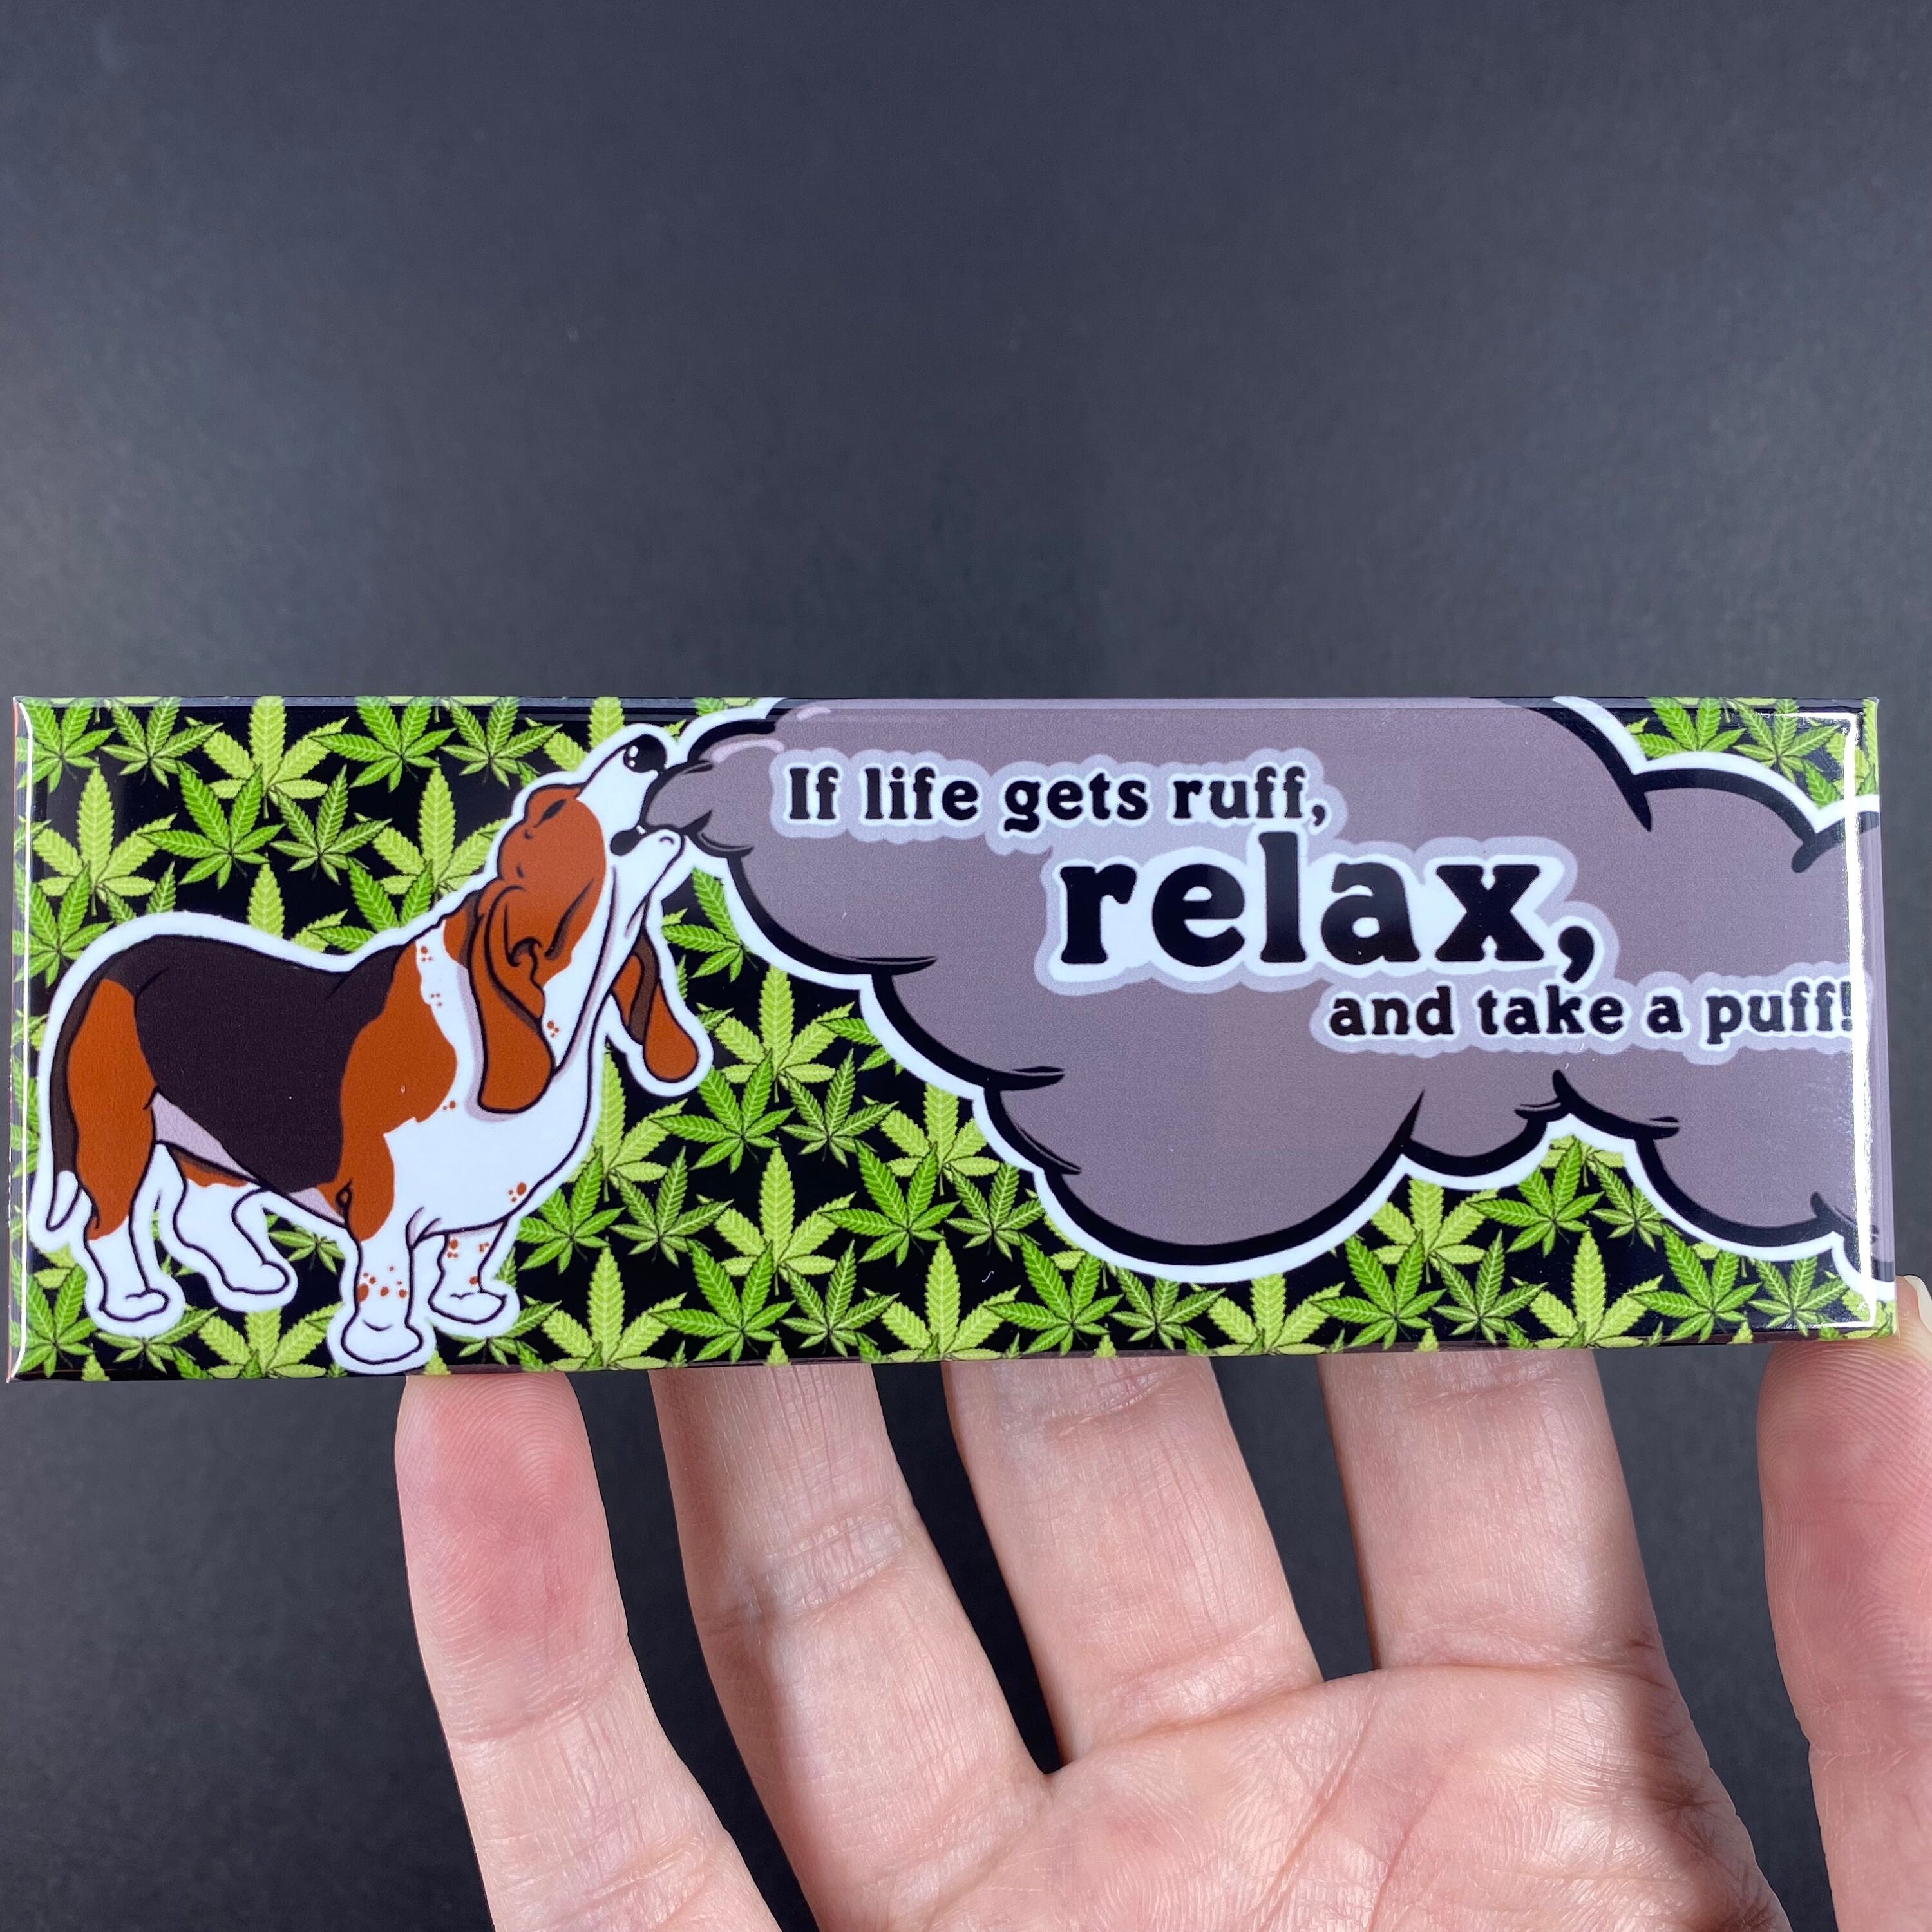 If life gets ruff,
relax,
and take a puff!